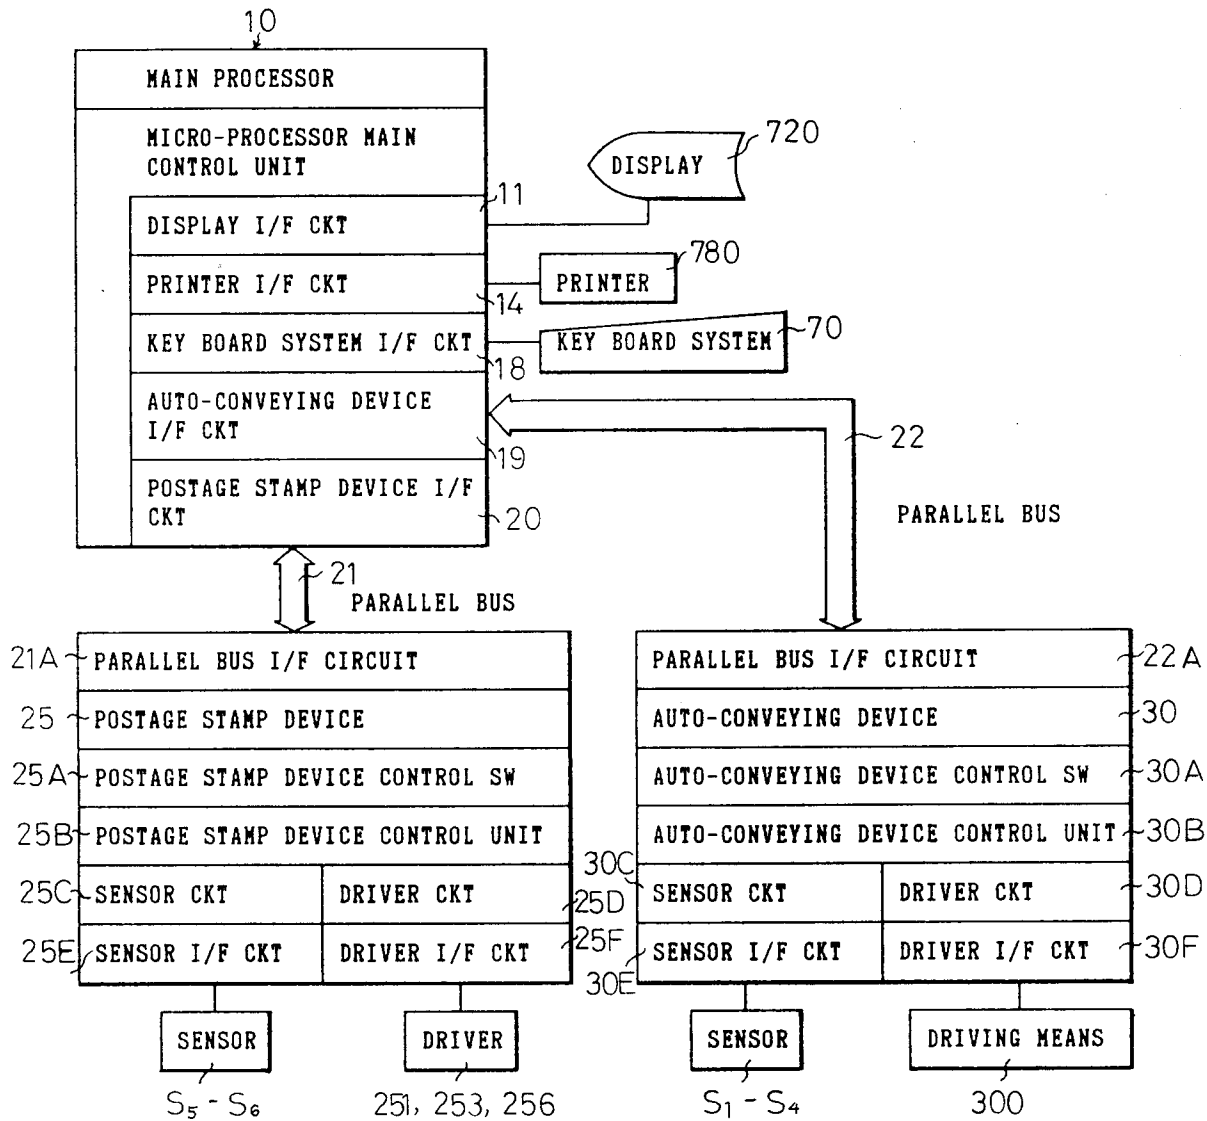 10
MAIN PROCESSOR
MICRO-PROCESSOR MAIN
CONTROL UNIT
11
DISPLAY I/F CKT
PRINTER I/F CKT
14
KEY BOARD SYSTEM I/F CKT
18
AUTO-CONVEYING DEVICE
I/F CKT
19
POSTAGE STAMP DEVICE I/F
CKT
20
720
DISPLAY
780
PRINTER
70
KEY BOARD SYSTEM
22
PARALLEL BUS
21
PARALLEL BUS
21A
PARALLEL BUS I/F CIRCUIT
25
POSTAGE STAMP DEVICE
25A
POSTAGE STAMP DEVICE CONTROL SW
25B
POSTAGE STAMP DEVICE CONTROL UNIT
25C
SENSOR CKT
DRIVER CKT
25D
25E
SENSOR I/F CKT
DRIVER I/F CKT
25F
SENSOR
S₅ - S₆
DRIVER
251, 253, 256
PARALLEL BUS I/F CIRCUIT
22A
AUTO-CONVEYING DEVICE
30
AUTO-CONVEYING DEVICE CONTROL SW
30A
AUTO-CONVEYING DEVICE CONTROL UNIT
30B
30C
SENSOR CKT
DRIVER CKT
30D
30E
SENSOR I/F CKT
DRIVER I/F CKT
30F
SENSOR
S₁ - S₄
DRIVING MEANS
300